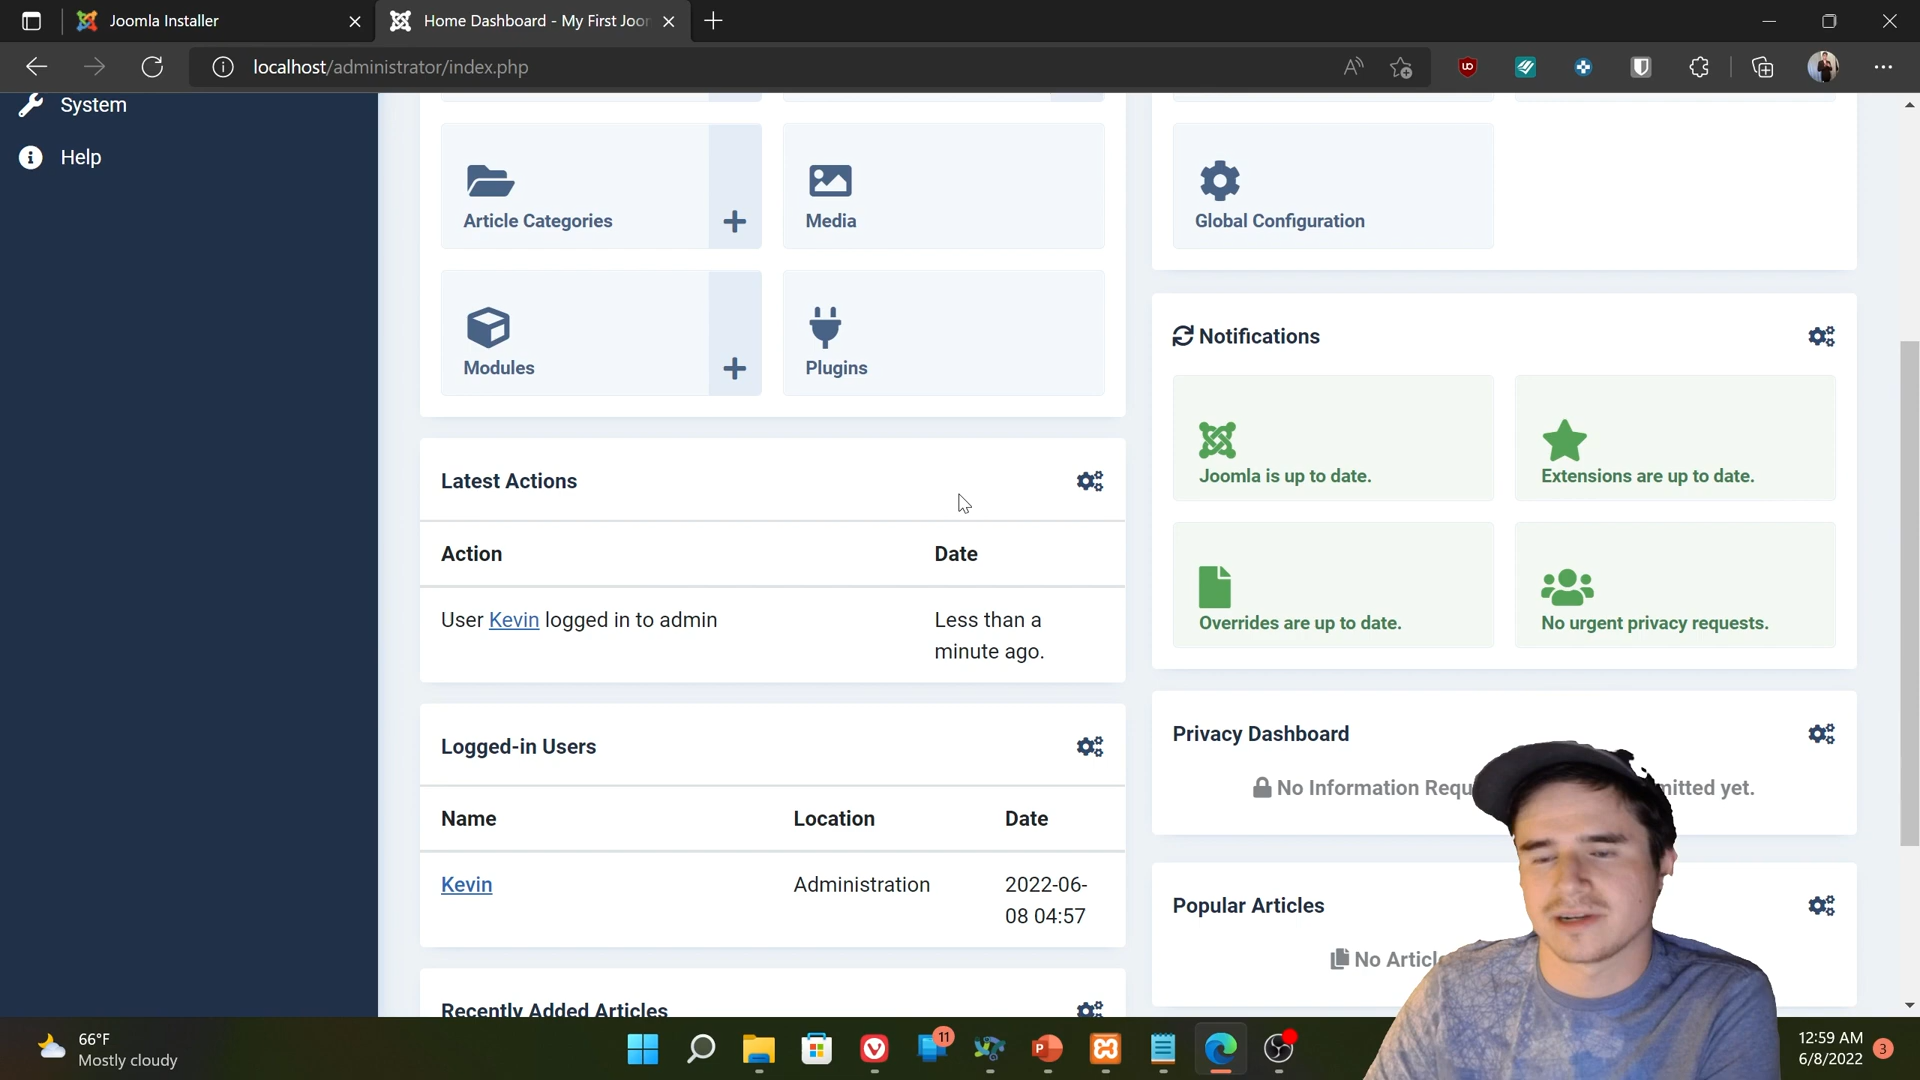 Joomla Installer
Home Dashboard - My First Joo
localhost/administrator/index.php
System
Help
Article Categories
Media
Global Configuration
Modules
Plugins
Notifications
Joomla is up to date.
Extensions are up to date.
Overrides are up to date.
No urgent privacy requests.
Latest Actions
Action Date
User Kevin logged in to admin
Less than a
minute ago.
Logged-in Users
Name Location Date
Kevin Administration 2022-06-
08 04:57
Recently Added Articles
Privacy Dashboard
No Information Requ mitted yet.
Popular Articles
No Article
66°F
Mostly cloudy
11
12:59 AM
6/8/2022
3